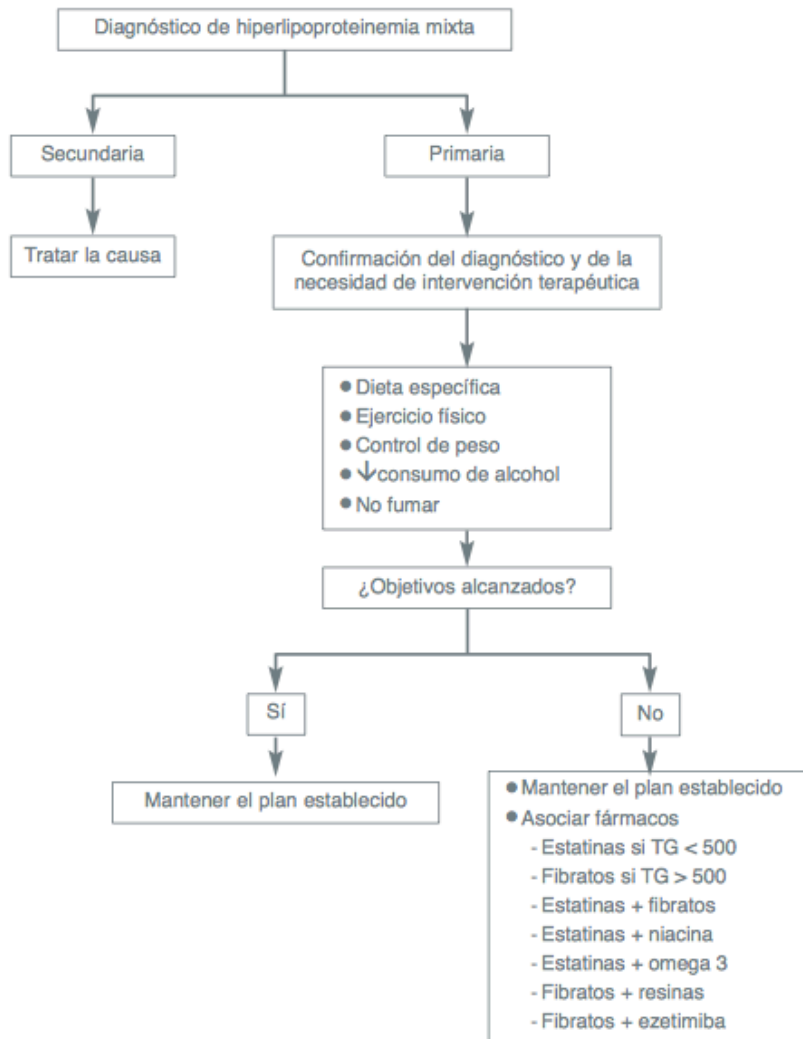 Diagnóstico de hiperlipoproteinemia mixta
Secundaria
Primaria
Tratar la causa
Confirmación del diagnóstico y de la
necesidad de intervención terapéutica
● Dieta específica
● Ejercicio físico
● Control de peso
● ↓consumo de alcohol
● No fumar
¿Objetivos alcanzados?
Sí
No
Mantener el plan establecido
● Mantener el plan establecido
● Asociar fármacos
- Estatinas si TG < 500
- Fibratos si TG > 500
- Estatinas + fibratos
- Estatinas + niacina
- Estatinas + omega 3
- Fibratos + resinas
- Fibratos + ezetimiba